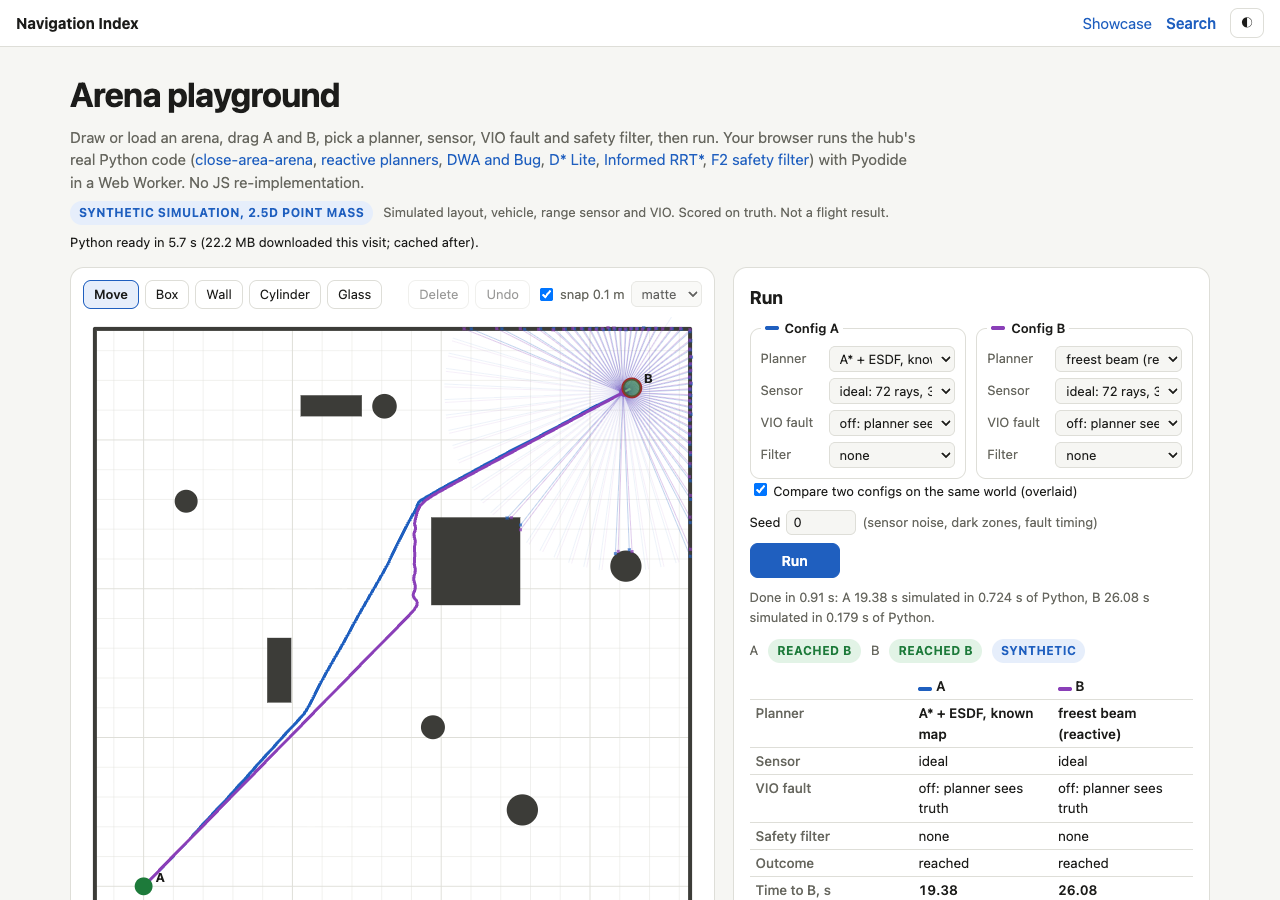 Navigation Index
Showcase
Search
Arena playground
Draw or load an arena, drag A and B, pick a planner, sensor, VIO fault and safety filter, then run. Your browser runs the hub's
real Python code (close-area-arena, reactive planners, DWA and Bug, D* Lite, Informed RRT*, F2 safety filter) with Pyodide
in a Web Worker. No JS re-implementation.
SYNTHETIC SIMULATION, 2.5D POINT MASS
Simulated layout, vehicle, range sensor and VIO. Scored on truth. Not a flight result.
Python ready in 5.7 s (22.2 MB downloaded this visit; cached after).
Move
Box
Wall
Cylinder
Glass
Delete
Undo
snap 0.1 m
matte
B
A
Run
Config A
Planner
A* + ESDF, know
Sensor
ideal: 72 rays, 3
VIO fault
off: planner see
Filter
none
Config B
Planner
freest beam (re
Sensor
ideal: 72 rays, 3
VIO fault
off: planner see
Filter
none
Compare two configs on the same world (overlaid)
Seed
0
(sensor noise, dark zones, fault timing)
Run
Done in 0.91 s: A 19.38 s simulated in 0.724 s of Python, B 26.08 s
simulated in 0.179 s of Python.
A REACHED B B REACHED B SYNTHETIC
A B
Planner A* + ESDF, known map freest beam (reactive)
Sensor ideal ideal
VIO fault off: planner sees truth off: planner sees truth
Safety filter none none
Outcome reached reached
Time to B, s 19.38 26.08